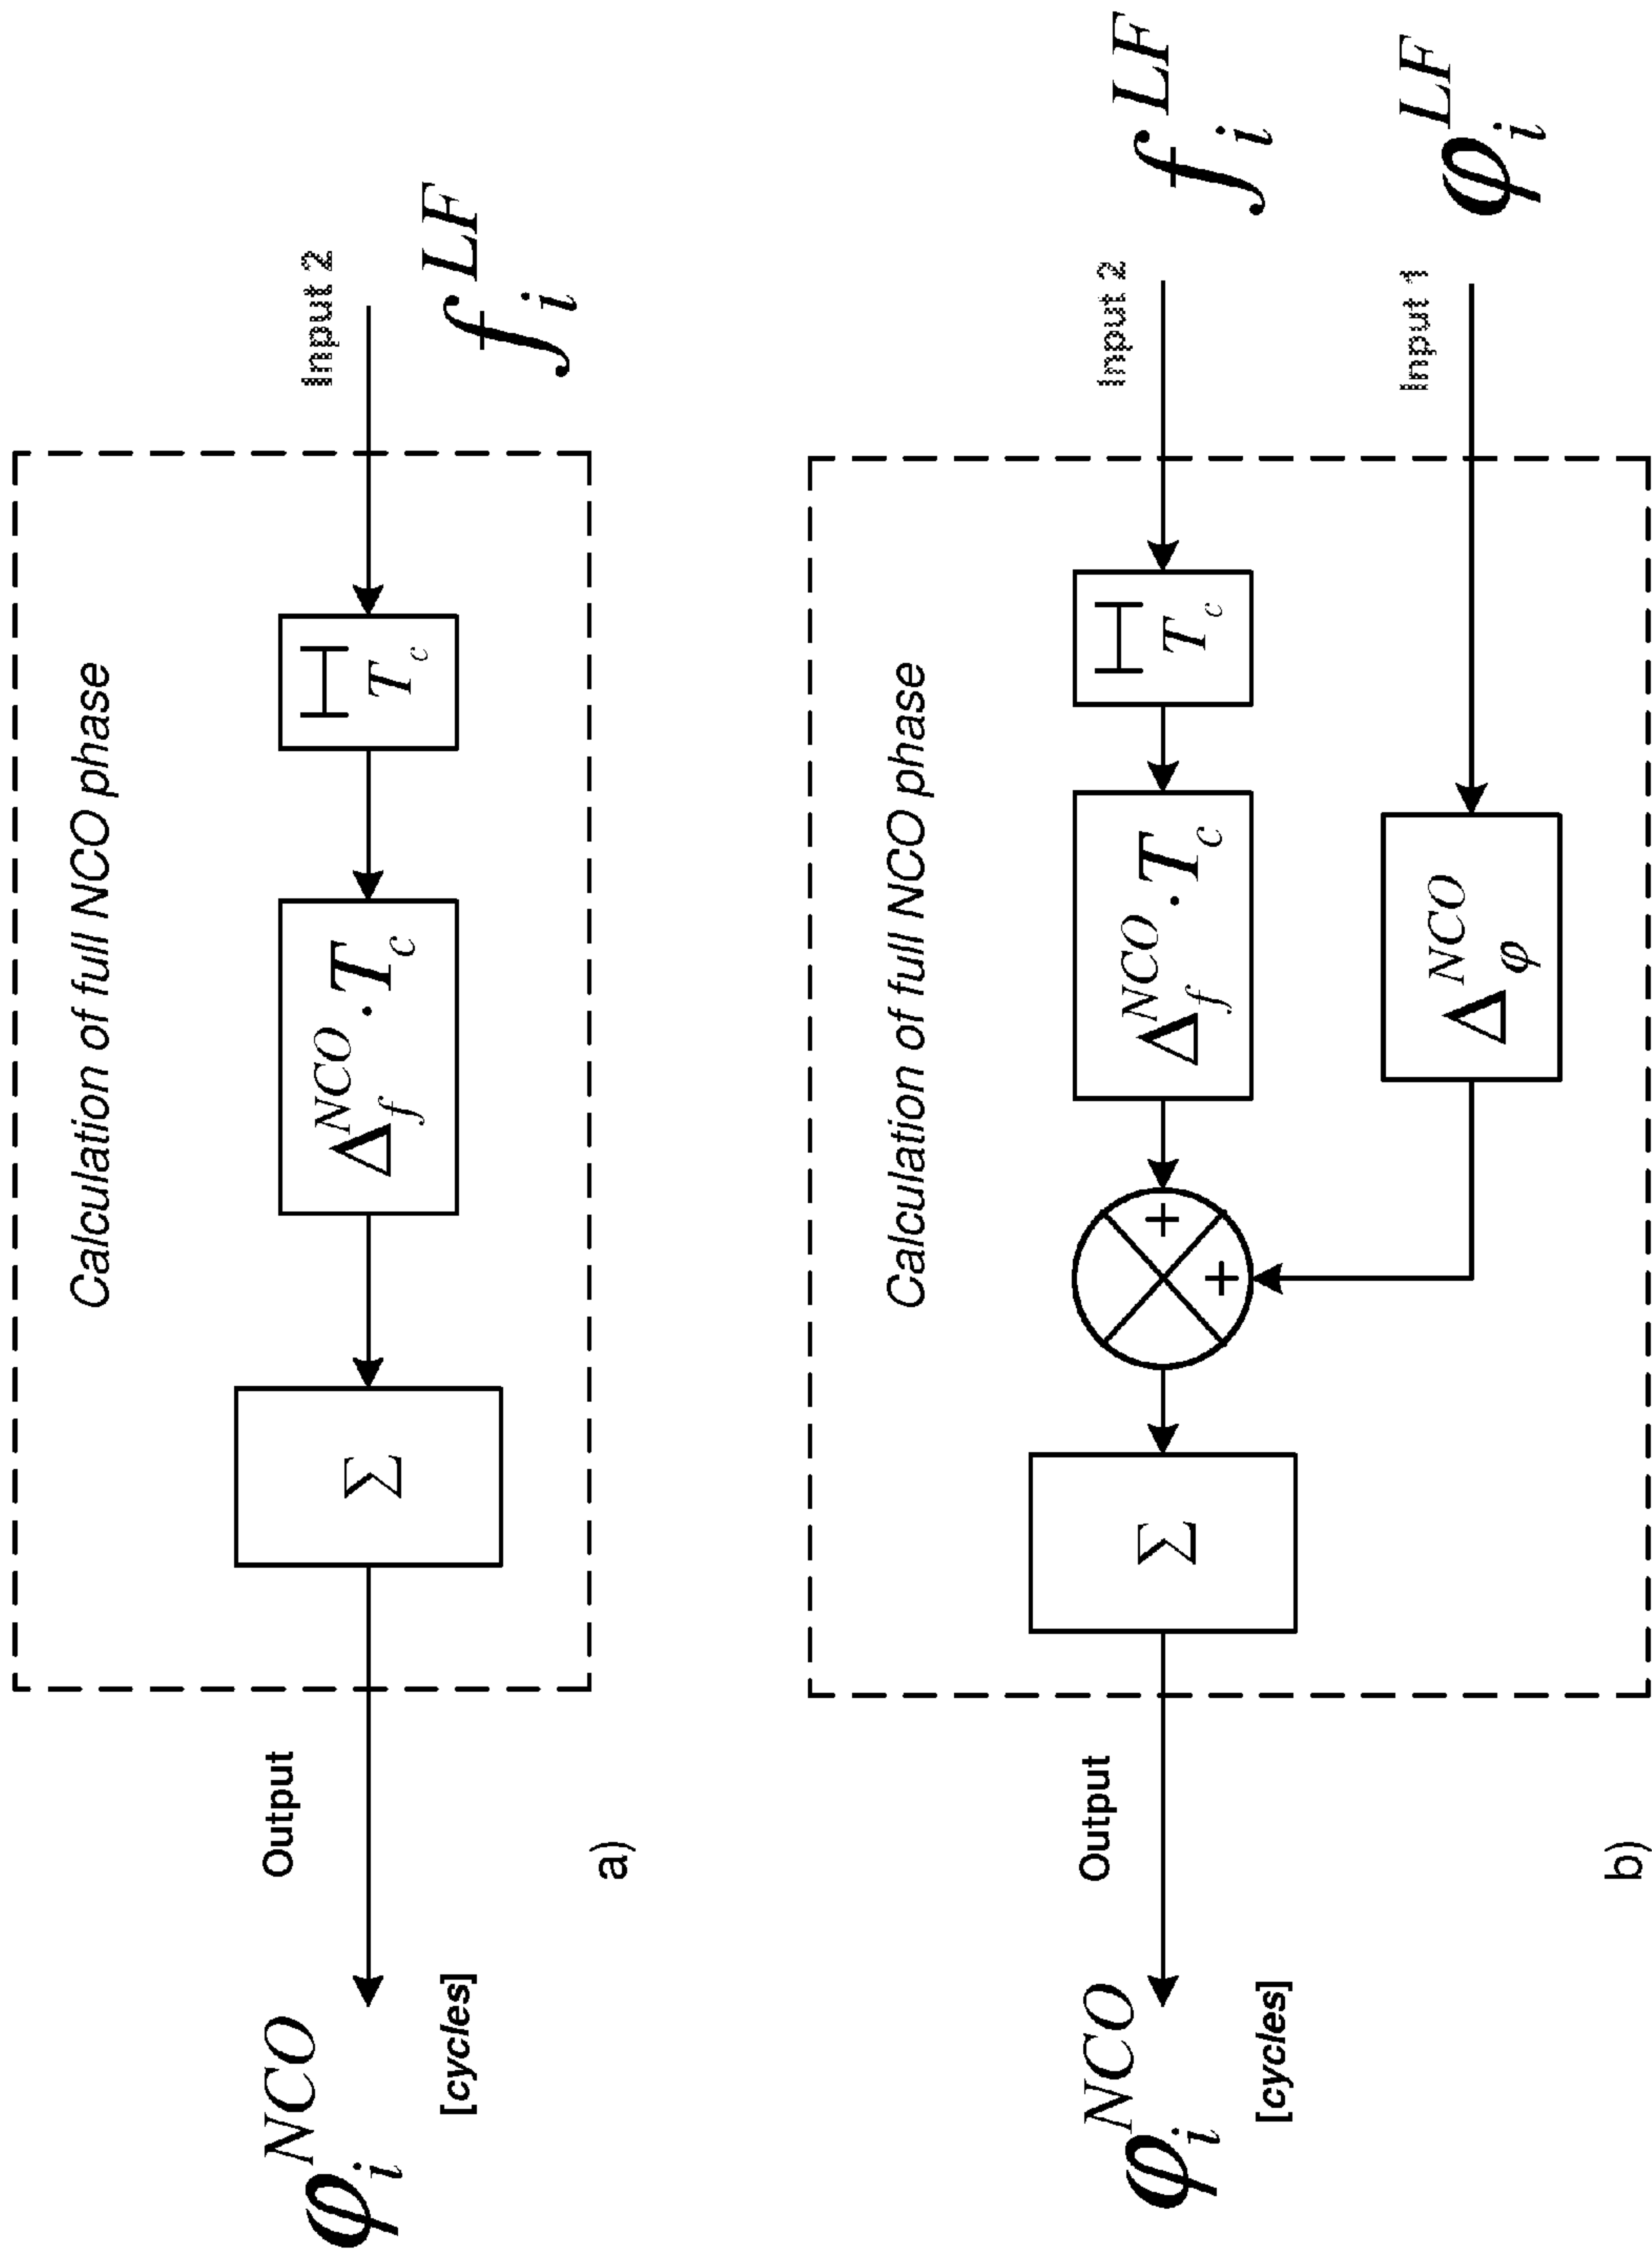 Calculation of full NCO phase
φ_i^{NCO}
[cycles]
Output
Σ
Δ_f^{NCO} · T_c
T_c
Input 2
f_i^{LF}
a)
Calculation of full NCO phase
φ_i^{NCO}
[cycles]
Output
Σ
+
+
Δ_f^{NCO} · T_c
T_c
Input 2
f_i^{LF}
Δ_φ^{NCO}
Input 1
φ_i^{LF}
b)